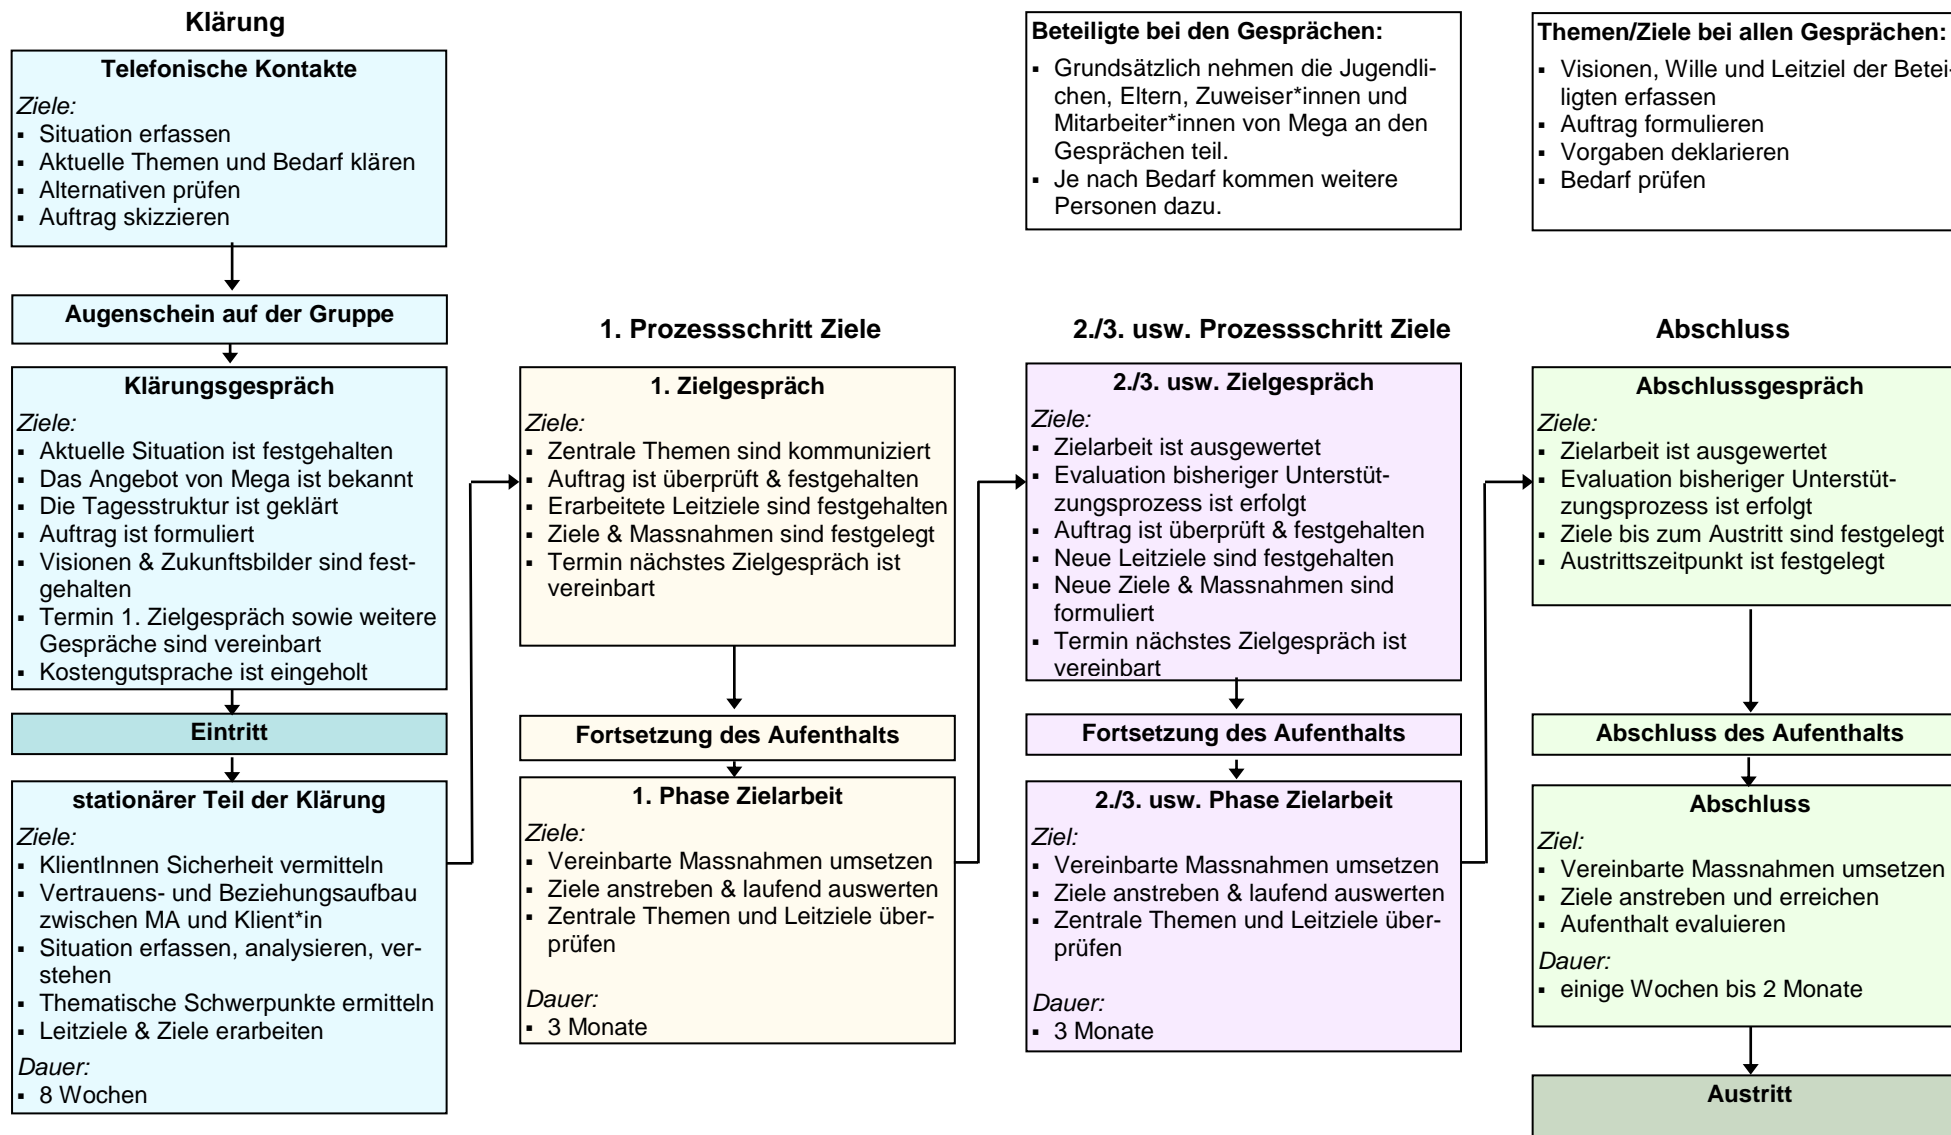 Klärung
Telefonische Kontakte
Ziele:
▪ Situation erfassen
▪ Aktuelle Themen und Bedarf klären
▪ Alternativen prüfen
▪ Auftrag skizzieren
Augenschein auf der Gruppe
Klärungsgespräch
Ziele:
▪ Aktuelle Situation ist festgehalten
▪ Das Angebot von Mega ist bekannt
▪ Die Tagesstruktur ist geklärt
▪ Auftrag ist formuliert
▪ Visionen & Zukunftsbilder sind fest-
gehalten
▪ Termin 1. Zielgespräch sowie weitere
Gespräche sind vereinbart
▪ Kostengutsprache ist eingeholt
Eintritt
stationärer Teil der Klärung
Ziele:
▪ KlientInnen Sicherheit vermitteln
▪ Vertrauens- und Beziehungsaufbau
zwischen MA und Klient*in
▪ Situation erfassen, analysieren, ver-
stehen
▪ Thematische Schwerpunkte ermitteln
▪ Leitziele & Ziele erarbeiten
Dauer:
▪ 8 Wochen
Beteiligte bei den Gesprächen:
▪ Grundsätzlich nehmen die Jugendli-
chen, Eltern, Zuweiser*innen und
Mitarbeiter*innen von Mega an den
Gesprächen teil.
▪ Je nach Bedarf kommen weitere
Personen dazu.
Themen/Ziele bei allen Gesprächen:
▪ Visionen, Wille und Leitziel der Betei-
ligten erfassen
▪ Auftrag formulieren
▪ Vorgaben deklarieren
▪ Bedarf prüfen
1. Prozessschritt Ziele
1. Zielgespräch
Ziele:
▪ Zentrale Themen sind kommuniziert
▪ Auftrag ist überprüft & festgehalten
▪ Erarbeitete Leitziele sind festgehalten
▪ Ziele & Massnahmen sind festgelegt
▪ Termin nächstes Zielgespräch ist
vereinbart
Fortsetzung des Aufenthalts
1. Phase Zielarbeit
Ziele:
▪ Vereinbarte Massnahmen umsetzen
▪ Ziele anstreben & laufend auswerten
▪ Zentrale Themen und Leitziele über-
prüfen
Dauer:
▪ 3 Monate
2./3. usw. Prozessschritt Ziele
2./3. usw. Zielgespräch
Ziele:
▪ Zielarbeit ist ausgewertet
▪ Evaluation bisheriger Unterstüt-
zungsprozess ist erfolgt
▪ Auftrag ist überprüft & festgehalten
▪ Neue Leitziele sind festgehalten
▪ Neue Ziele & Massnahmen sind
formuliert
▪ Termin nächstes Zielgespräch ist
vereinbart
Fortsetzung des Aufenthalts
2./3. usw. Phase Zielarbeit
Ziel:
▪ Vereinbarte Massnahmen umsetzen
▪ Ziele anstreben & laufend auswerten
▪ Zentrale Themen und Leitziele über-
prüfen
Dauer:
▪ 3 Monate
Abschluss
Abschlussgespräch
Ziele:
▪ Zielarbeit ist ausgewertet
▪ Evaluation bisheriger Unterstüt-
zungsprozess ist erfolgt
▪ Ziele bis zum Austritt sind festgelegt
▪ Austrittszeitpunkt ist festgelegt
Abschluss des Aufenthalts
Abschluss
Ziel:
▪ Vereinbarte Massnahmen umsetzen
▪ Ziele anstreben und erreichen
▪ Aufenthalt evaluieren
Dauer:
▪ einige Wochen bis 2 Monate
Austritt